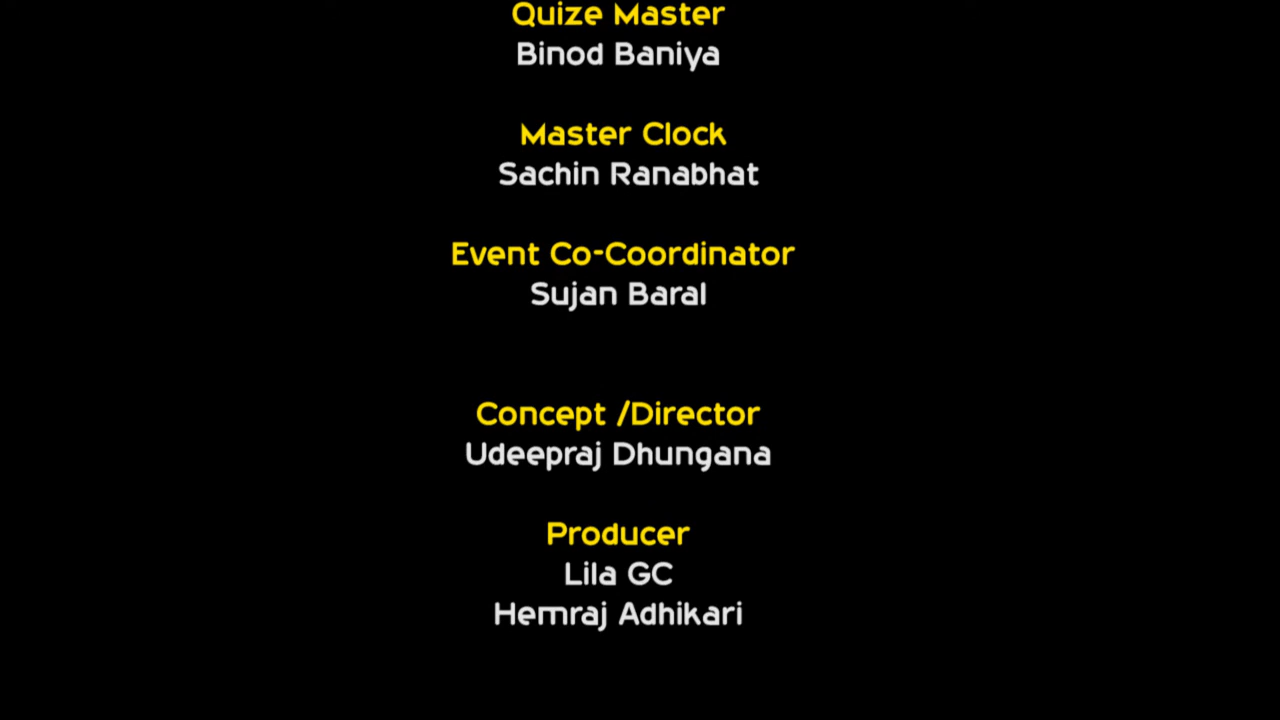 Quize Master
Binod Baniya
Master Clock
Sachin Ranabhat
Event Co-Coordinator
Sujan Baral
Concept /Director
Udeepraj Dhungana
Producer
Lila GC
Hemraj Adhikari